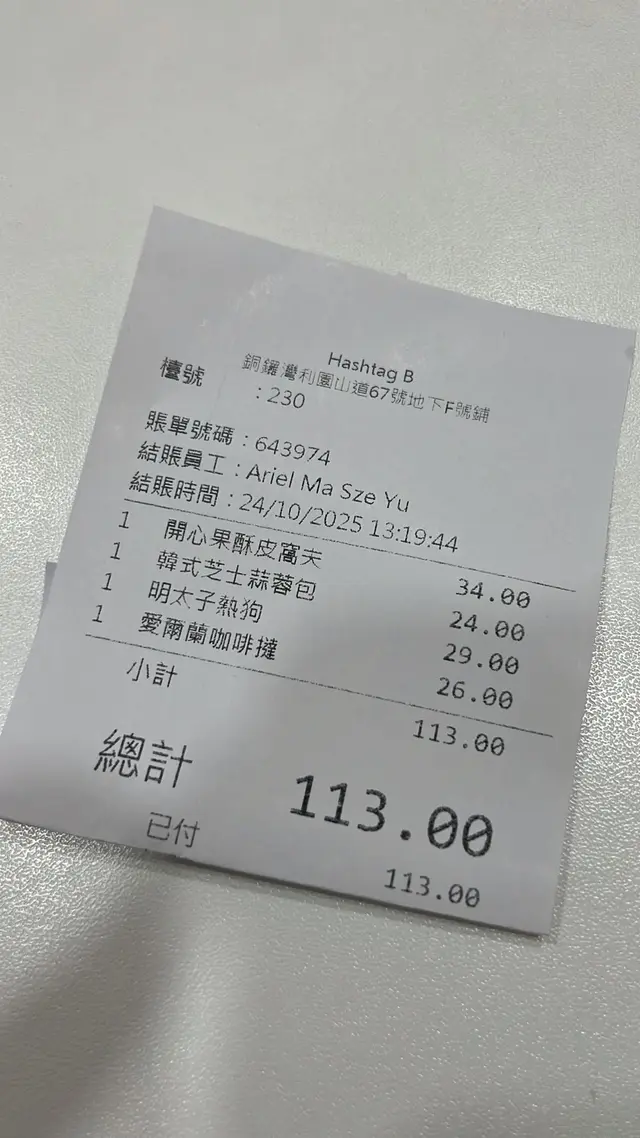 Hashtag B
銅鑼灣利園山道67號地下F號鋪
檯號 : 230
賬單號碼 : 643974
結賬員工 : Ariel Ma Sze Yu
結賬時間 : 24/10/2025 13:19:44
1 開心果酥皮窩夫 34.00
1 韓式芝士蒜蓉包 24.00
1 明太子熱狗 29.00
1 愛爾蘭咖啡撻 26.00
小計 113.00
總計 113.00
已付 113.00